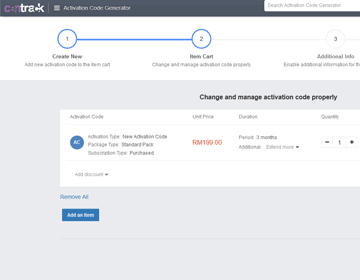 contrak
Activation Code Generator
Search Activation Code Generator
1
2
3
Create New
Item Cart
Additional Info
Add new activation code to the item cart
Change and manage activation code properly
Enable additional information for th
Change and manage activation code properly
Activation Code
Unit Price
Duration
Quantity
AC
Activation Type: New Activation Code
Package Type: Standard Pack
Subscription Type: Purchased
RM199.00
Period: 3 months
Additional: Extend more
− 1 +
Add discount
Remove All
Add an Item